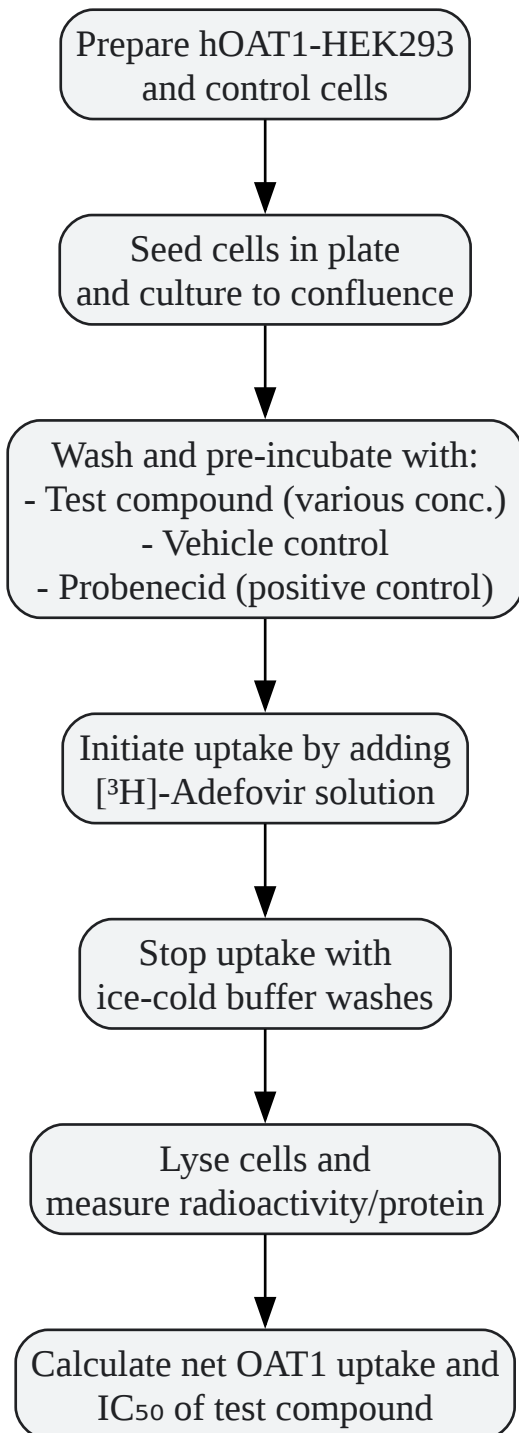 Prepare hOAT1-HEK293
and control cells
Seed cells in plate
and culture to confluence
Wash and pre-incubate with:
- Test compound (various conc.)
- Vehicle control
- Probenecid (positive control)
Initiate uptake by adding
[³H]-Adefovir solution
Stop uptake with
ice-cold buffer washes
Lyse cells and
measure radioactivity/protein
Calculate net OAT1 uptake and
IC₅₀ of test compound